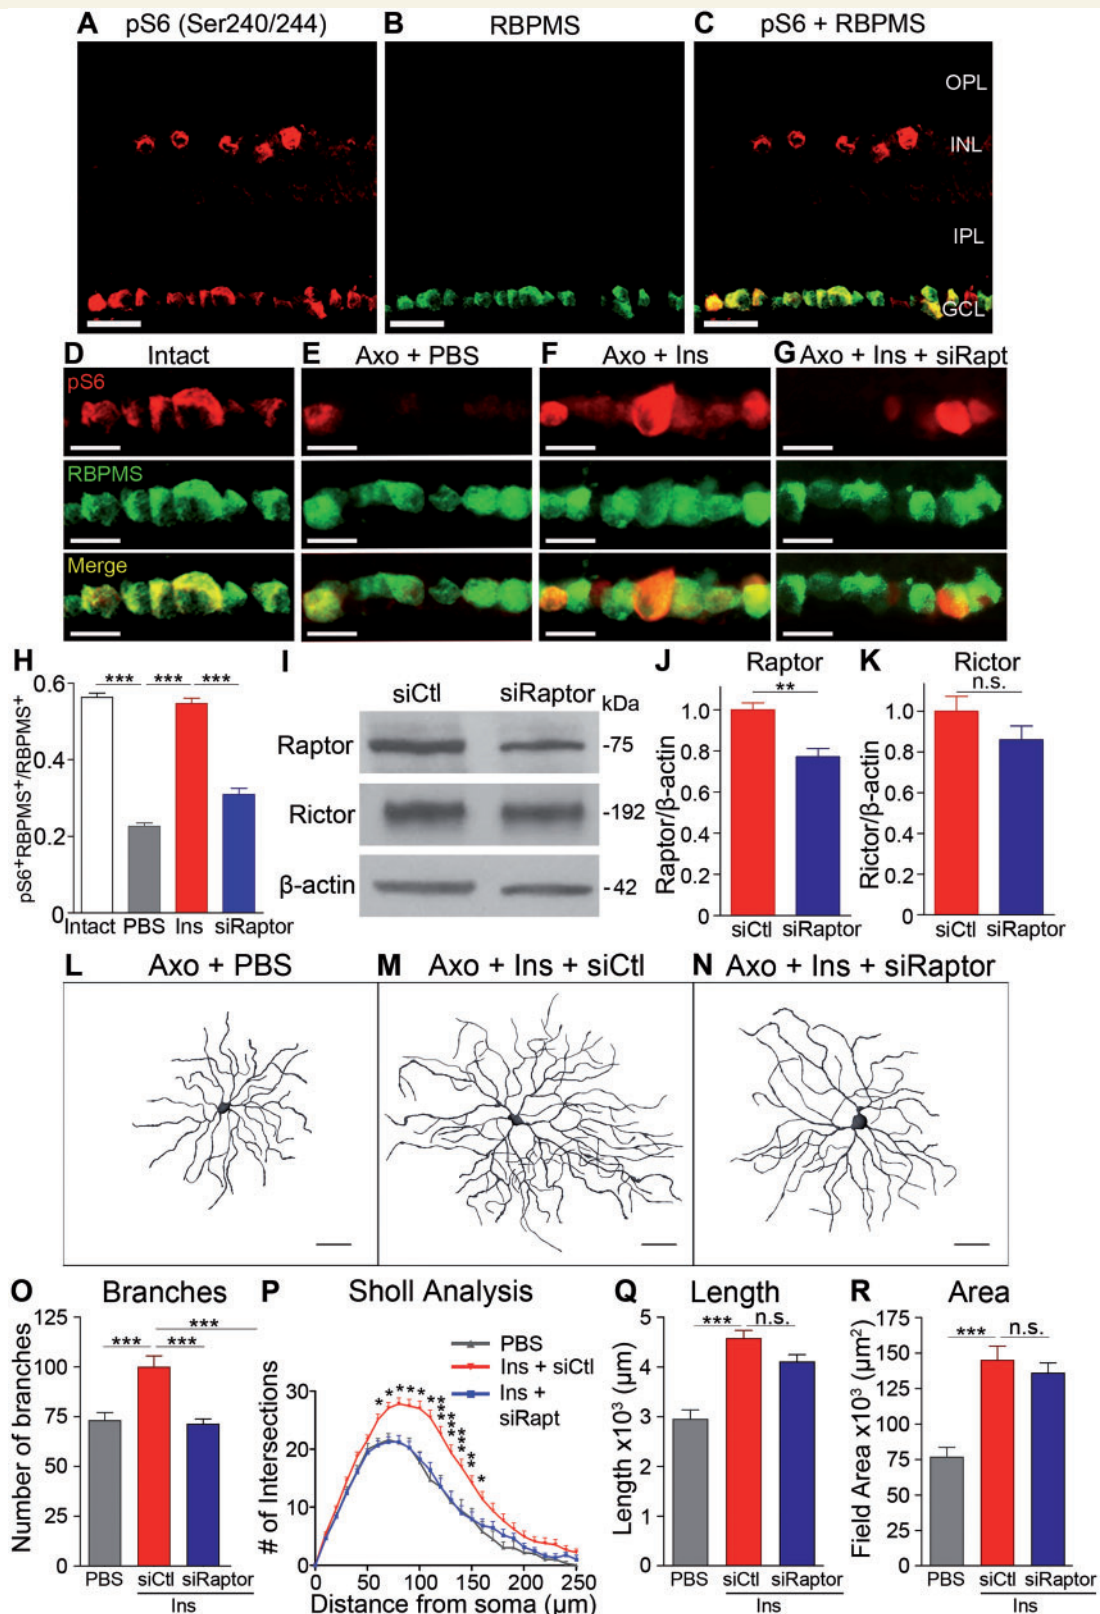 A pS6 (Ser240/244) B RBPMS C pS6 + RBPMS
OPL
INL
IPL
GCL
D Intact E Axo + PBS F Axo + Ins G Axo + Ins + siRapt
pS6
RBPMS
Merge
H
*** *** ***
pS6+RBPMS+/RBPMS+
0.6
0.4
0.2
0
Intact PBS Ins siRaptor
I
siCtl siRaptor kDa
Raptor -75
Rictor -192
β-actin -42
J Raptor
**
Raptor/β-actin
1.0
0.8
0.6
0.4
0.2
0
siCtl siRaptor
K Rictor
n.s.
Rictor/β-actin
1.0
0.8
0.6
0.4
0.2
0
siCtl siRaptor
L Axo + PBS M Axo + Ins + siCtl N Axo + Ins + siRaptor
O Branches
***
*** ***
Number of branches
125
100
75
50
25
0
PBS siCtl siRaptor
Ins
P Sholl Analysis
PBS
Ins + siCtl
Ins +
siRapt
# of Intersections
30
20
10
0
0 50 100 150 200 250
Distance from soma (µm)
Q Length
*** n.s.
Length x10³ (µm)
5
4
3
2
1
0
PBS siCtl siRaptor
Ins
R Area
*** n.s.
Field Area x10³ (µm²)
175
150
125
100
75
50
25
0
PBS siCtl siRaptor
Ins